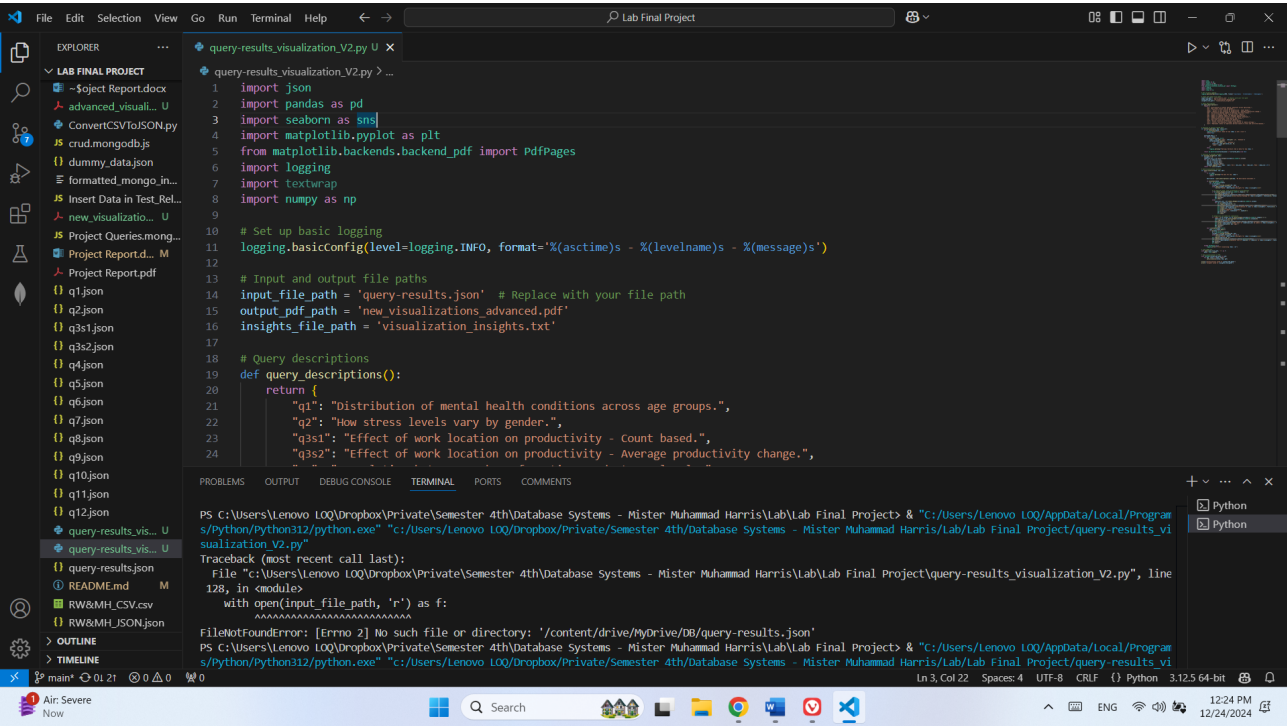 File Edit Selection View Go Run Terminal Help
Lab Final Project
EXPLORER
LAB FINAL PROJECT
~$oject Report.docx
advanced_visuali... U
ConvertCSVToJSON.py
JS crud.mongodb.js
{} dummy_data.json
formatted_mongo_in...
JS Insert Data in Test_Rel...
new_visualizatio... U
JS Project Queries.mong...
Project Report.d... M
Project Report.pdf
{} q1.json
{} q2.json
{} q3s1.json
{} q3s2.json
{} q4.json
{} q5.json
{} q6.json
{} q7.json
{} q8.json
{} q9.json
{} q10.json
{} q11.json
{} q12.json
query-results_vis... U
query-results_vis... U
{} query-results.json
README.md M
RW&MH_CSV.csv
{} RW&MH_JSON.json
OUTLINE
TIMELINE
7
query-results_visualization_V2.py U
query-results_visualization_V2.py > ...
1 import json
2 import pandas as pd
3 import seaborn as sns
4 import matplotlib.pyplot as plt
5 from matplotlib.backends.backend_pdf import PdfPages
6 import logging
7 import textwrap
8 import numpy as np
9
10 # Set up basic logging
11 logging.basicConfig(level=logging.INFO, format='%(asctime)s - %(levelname)s - %(message)s')
12
13 # Input and output file paths
14 input_file_path = 'query-results.json' # Replace with your file path
15 output_pdf_path = 'new_visualizations_advanced.pdf'
16 insights_file_path = 'visualization_insights.txt'
17
18 # Query descriptions
19 def query_descriptions():
20 return {
21 "q1": "Distribution of mental health conditions across age groups.",
22 "q2": "How stress levels vary by gender.",
23 "q3s1": "Effect of work location on productivity - Count based.",
24 "q3s2": "Effect of work location on productivity - Average productivity change.",
PROBLEMS OUTPUT DEBUG CONSOLE TERMINAL PORTS COMMENTS
PS C:\Users\Lenovo LOQ\Dropbox\Private\Semester 4th\Database Systems - Mister Muhammad Harris\Lab\Lab Final Project> & "C:/Users/Lenovo LOQ/AppData/Local/Program
s/Python/Python312/python.exe" "c:/Users/Lenovo LOQ/Dropbox/Private/Semester 4th/Database Systems - Mister Muhammad Harris/Lab/Lab Final Project/query-results_vi
sualization_V2.py"
Traceback (most recent call last):
File "c:\Users\Lenovo LOQ\Dropbox\Private\Semester 4th\Database Systems - Mister Muhammad Harris\Lab\Lab Final Project\query-results_visualization_V2.py", line
128, in <module>
with open(input_file_path, 'r') as f:
^^^^^^^^^^^^^^^^^^^^^^^^^^
FileNotFoundError: [Errno 2] No such file or directory: '/content/drive/MyDrive/DB/query-results.json'
PS C:\Users\Lenovo LOQ\Dropbox\Private\Semester 4th\Database Systems - Mister Muhammad Harris\Lab\Lab Final Project> & "C:/Users/Lenovo LOQ/AppData/Local/Program
s/Python/Python312/python.exe" "c:/Users/Lenovo LOQ/Dropbox/Private/Semester 4th/Database Systems - Mister Muhammad Harris/Lab/Lab Final Project/query-results_vi
Python
Python
main* 0↓ 2↑ 0 0 0
Ln 3, Col 22 Spaces: 4 UTF-8 CRLF {} Python 3.12.5 64-bit
1
Air: Severe
Now
Search
ENG
12:24 PM
12/24/2024